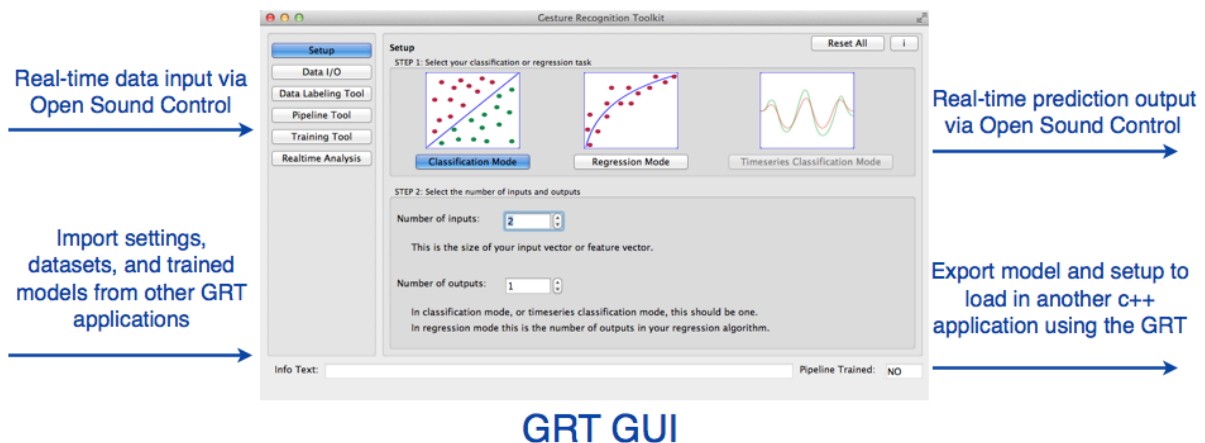 Gesture Recognition Toolkit
Real-time data input via
Open Sound Control
Import settings,
datasets, and trained
models from other GRT
applications
Setup
Data I/O
Data Labeling Tool
Pipeline Tool
Training Tool
Realtime Analysis
Setup
Reset All
i
STEP 1: Select your classification or regression task
Classification Mode
Regression Mode
Timeseries Classification Mode
STEP 2: Select the number of inputs and outputs
Number of inputs: 2
This is the size of your input vector or feature vector.
Number of outputs: 1
In classification mode, or timeseries classification mode, this should be one.
In regression mode this is the number of outputs in your regression algorithm.
Info Text:
Pipeline Trained: NO
Real-time prediction output
via Open Sound Control
Export model and setup to
load in another c++
application using the GRT
GRT GUI